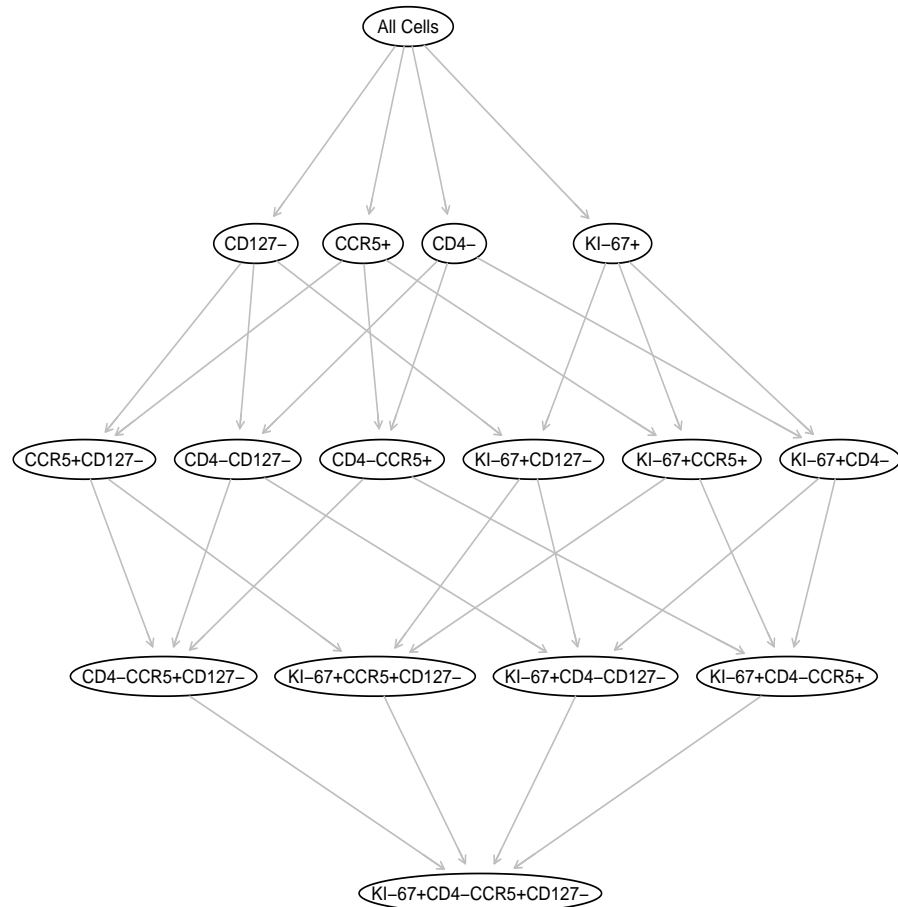 All Cells
CD127−
CCR5+
CD4−
KI−67+
CCR5+CD127−
CD4−CD127−
CD4−CCR5+
KI−67+CD127−
KI−67+CCR5+
KI−67+CD4−
CD4−CCR5+CD127−
KI−67+CCR5+CD127−
KI−67+CD4−CD127−
KI−67+CD4−CCR5+
KI−67+CD4−CCR5+CD127−